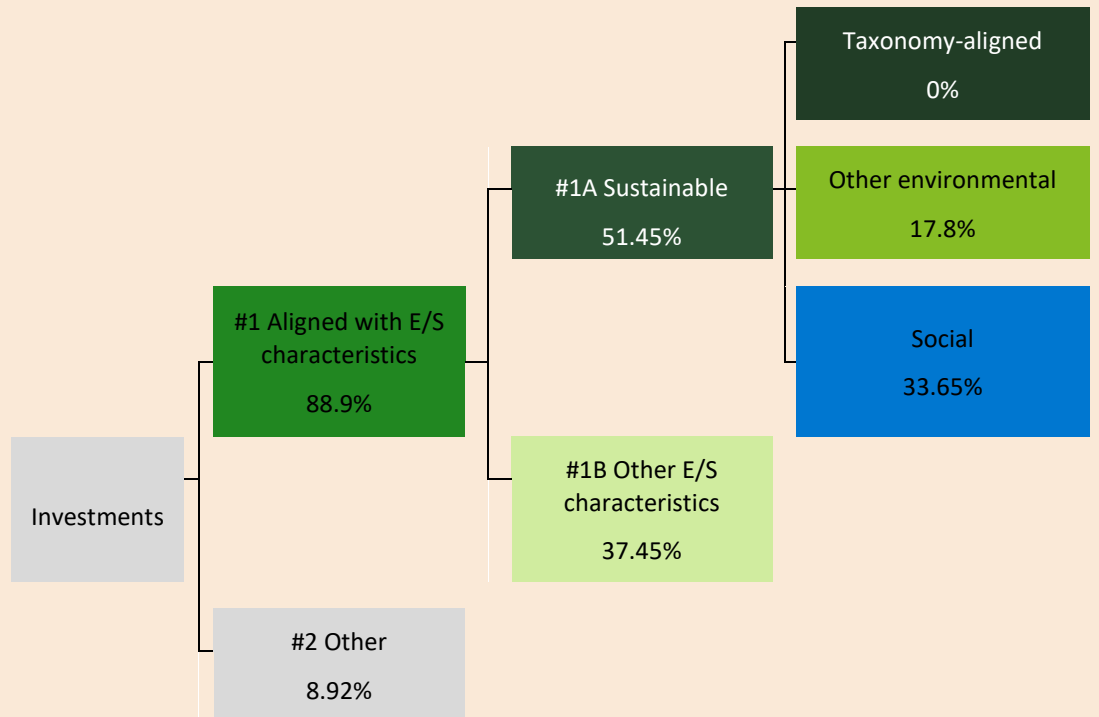 Taxonomy-aligned
0%
#1A Sustainable
51.45%
Other environmental
17.8%
#1 Aligned with E/S
characteristics
88.9%
Social
33.65%
Investments
#1B Other E/S
characteristics
37.45%
#2 Other
8.92%